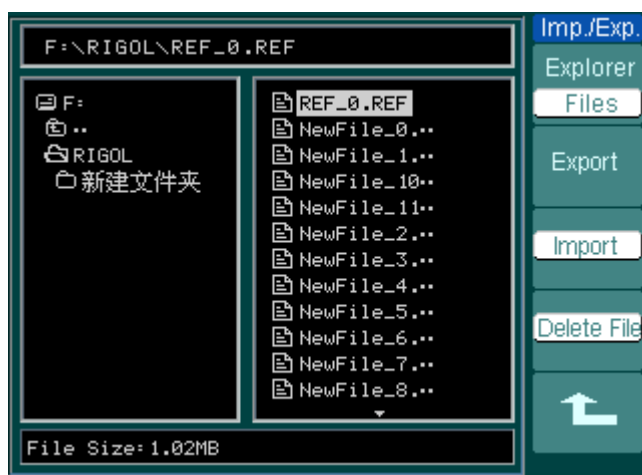 F:\RIGOL\REF_0.REF
F:
..
RIGOL
新建文件夹
REF_0.REF
NewFile_0...
NewFile_1...
NewFile_10..
NewFile_11..
NewFile_2...
NewFile_3...
NewFile_4...
NewFile_5...
NewFile_6...
NewFile_7...
NewFile_8...
File Size:1.02MB
Imp./Exp.
Explorer
Files
Export
Import
Delete File